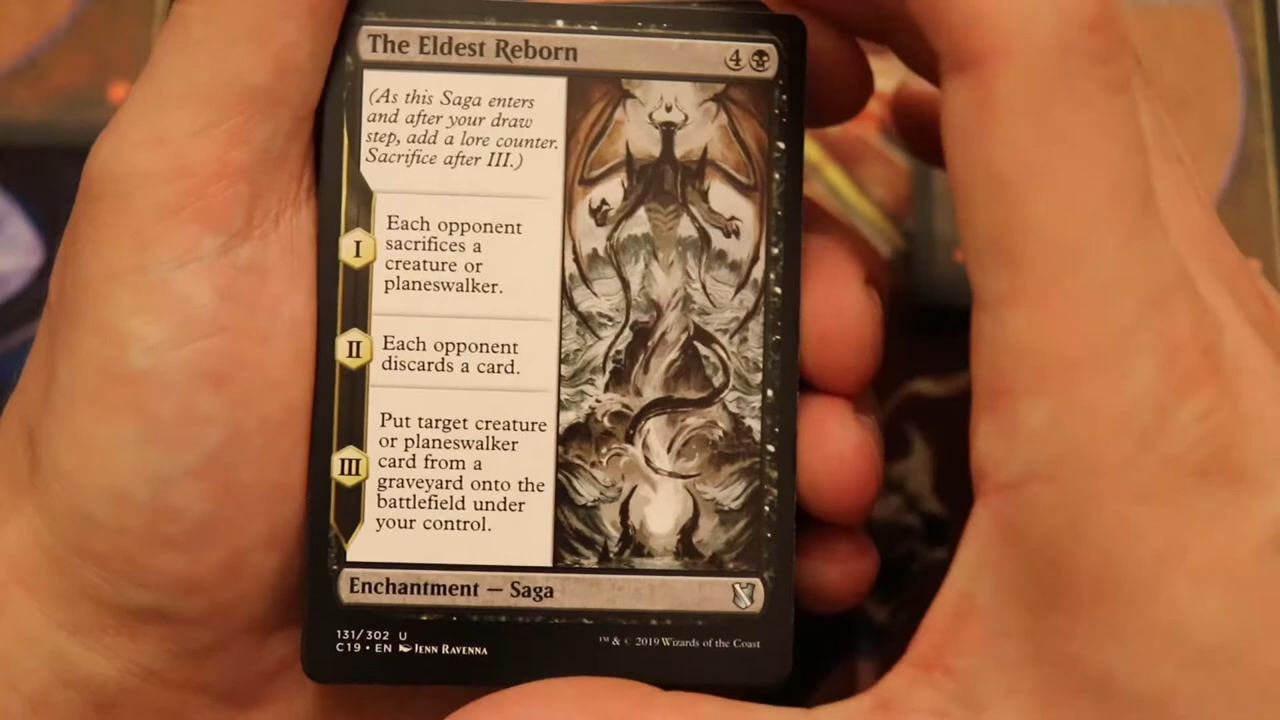 The Eldest Reborn 4
(As this Saga enters
and after your draw
step, add a lore counter.
Sacrifice after III.)
I
Each opponent
sacrifices a
creature or
planeswalker.
II
Each opponent
discards a card.
III
Put target creature
or planeswalker
card from a
graveyard onto the
battlefield under
your control.
Enchantment — Saga
131/302 U
C19 • EN Jenn Ravenna
™ & © 2019 Wizards of the Coast